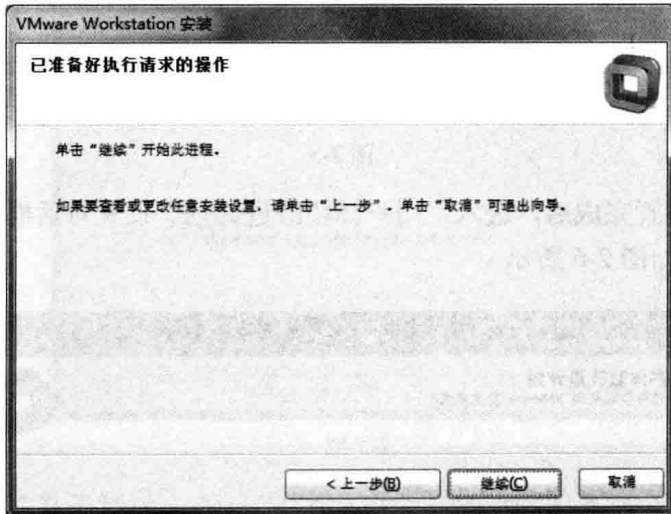 VMware Workstation 安装
已准备好执行请求的操作
单击“继续”开始此进程。
如果要查看或更改任意安装设置，请单击“上一步”。单击“取消”可退出向导。
< 上一步(B)
继续(C)
取消